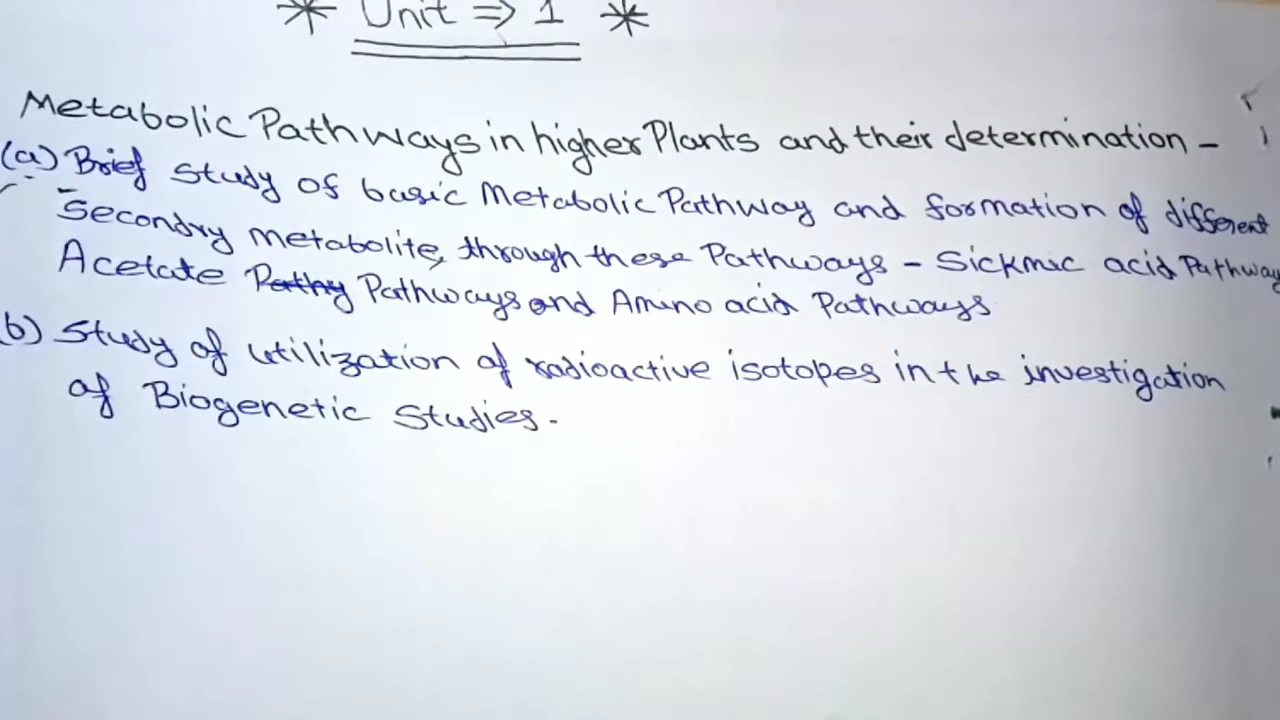 * Unit ⇒ 1 *
Metabolic Pathways in higher Plants and their determination -
(a) Brief study of basic Metabolic Pathway and formation of different
Secondry metabolite, through these Pathways - Sickmic acid Pathway
Acetate Pathy Pathways and Amino acid Pathways
(b) Study of utilization of radioactive isotopes in the investigation
of Biogenetic Studies.